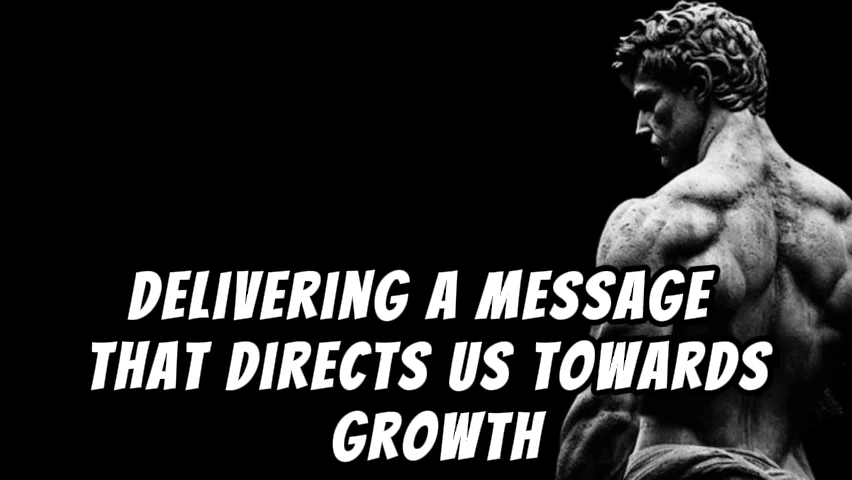 DELIVERING A MESSAGE
THAT DIRECTS US TOWARDS
GROWTH